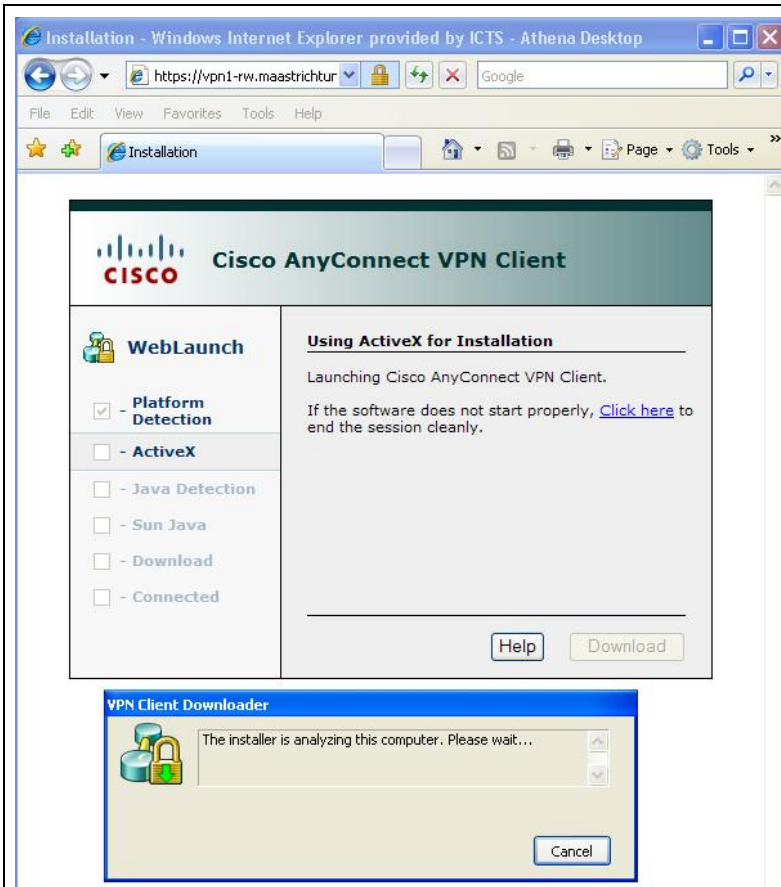 Installation - Windows Internet Explorer provided by ICTS - Athena Desktop
https://vpn1-rw.maastrichtur
Google
File Edit View Favorites Tools Help
Installation
Page Tools »
CISCO
Cisco AnyConnect VPN Client
WebLaunch
- Platform
Detection
- ActiveX
- Java Detection
- Sun Java
- Download
- Connected
Using ActiveX for Installation
Launching Cisco AnyConnect VPN Client.
If the software does not start properly, Click here to
end the session cleanly.
Help
Download
VPN Client Downloader
The installer is analyzing this computer. Please wait...
Cancel